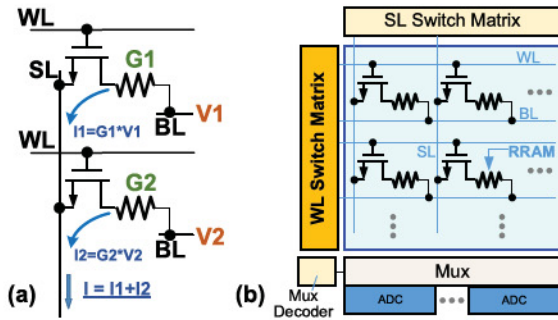 WL
SL
G1
V1
BL
I1=G1*V1
WL
G2
V2
BL
I2=G2*V2
I = I1+I2
(a)
SL Switch Matrix
WL Switch Matrix
WL
BL
SL
RRAM
Mux
Mux
Decoder
ADC
ADC
(b)